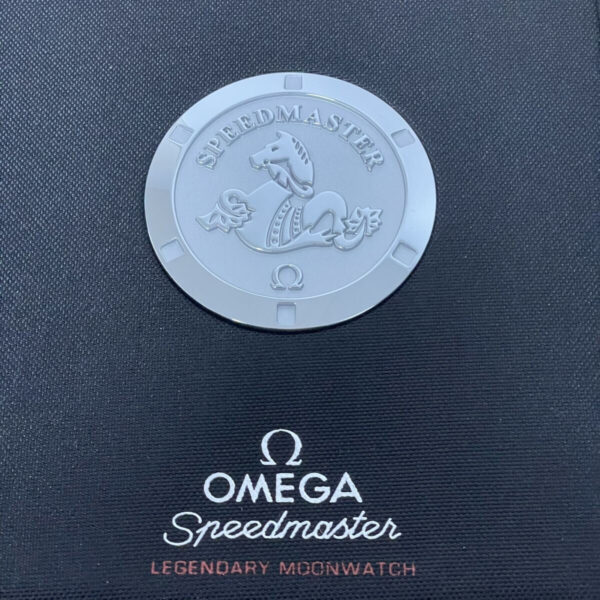 SPEEDMASTER
Ω
Ω
OMEGA
Speedmaster
LEGENDARY MOONWATCH